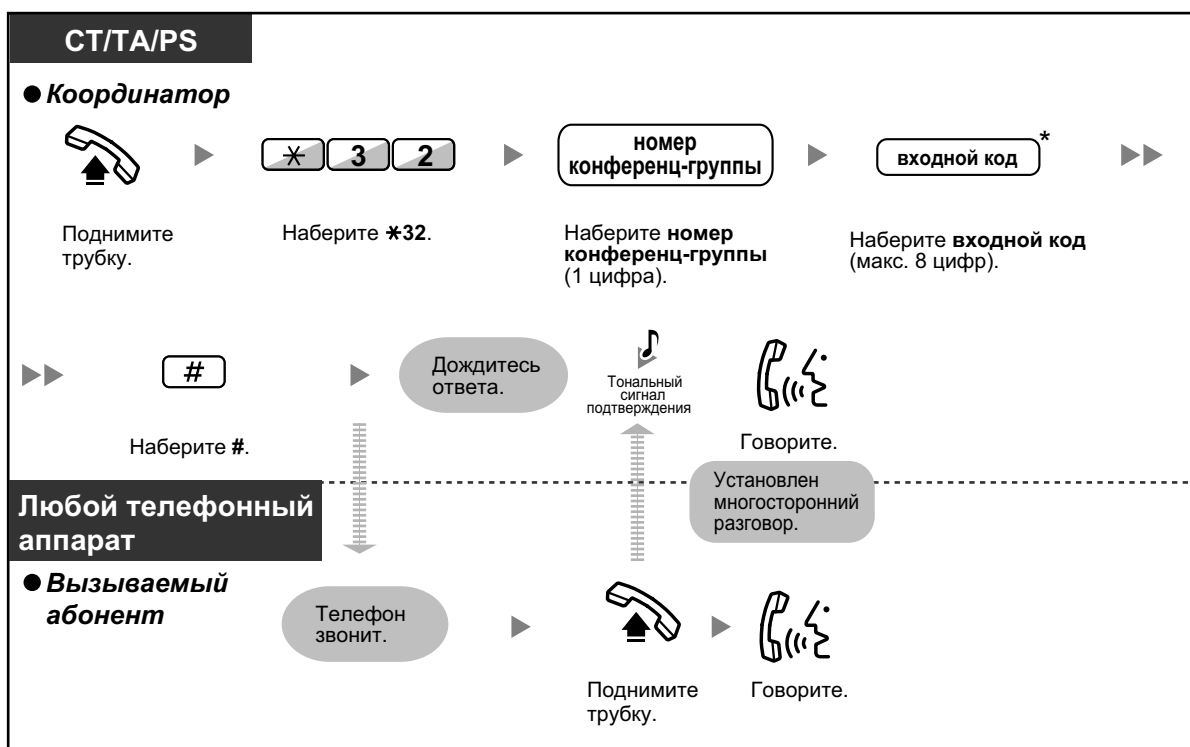 CT/TA/PS
● Координатор
* 3 2
номер
конференц-группы
входной код *
Поднимите
трубку.
Наберите *32.
Наберите номер
конференц-группы
(1 цифра).
Наберите входной код
(макс. 8 цифр).
#
Дождитесь
ответа.
Тональный
сигнал
подтверждения
Наберите #.
Говорите.
Установлен
многосторонний
разговор.
Любой телефонный
аппарат
● Вызываемый
абонент
Телефон
звонит.
Поднимите
трубку.
Говорите.